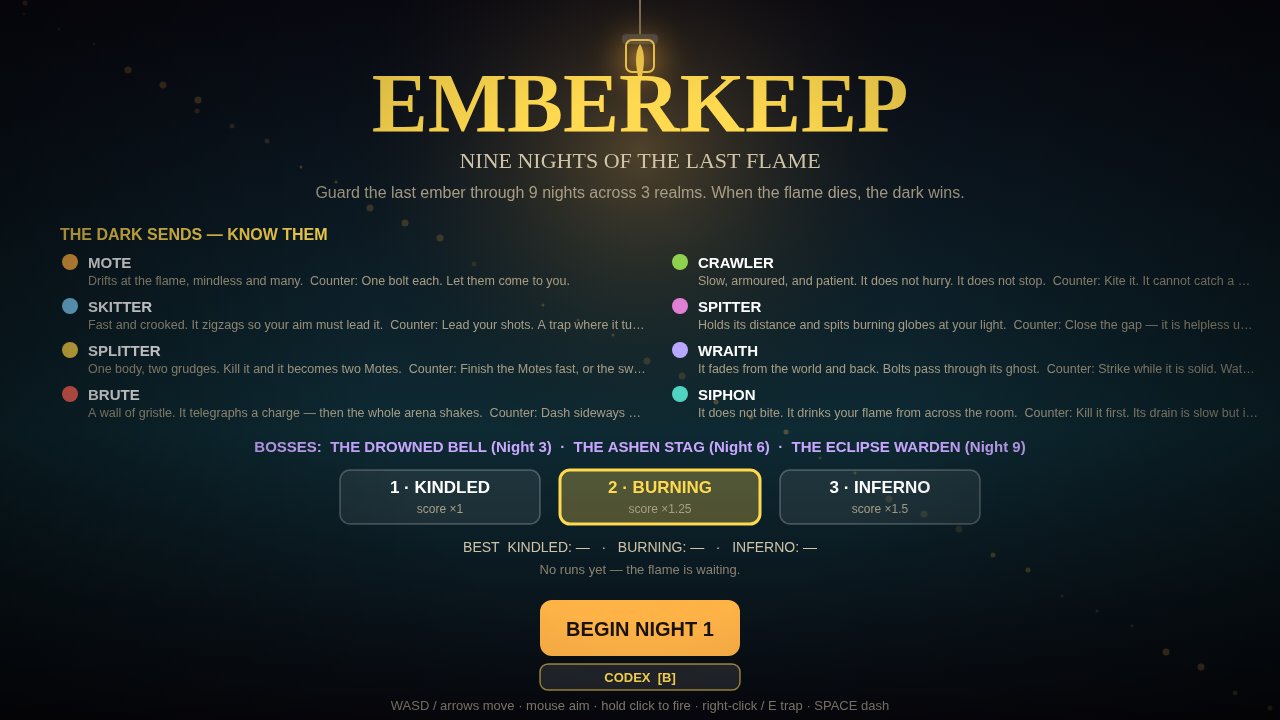 EMBERKEEP
NINE NIGHTS OF THE LAST FLAME
Guard the last ember through 9 nights across 3 realms. When the flame dies, the dark wins.
THE DARK SENDS — KNOW THEM
MOTE
Drifts at the flame, mindless and many.  Counter: One bolt each. Let them come to you.
SKITTER
Fast and crooked. It zigzags so your aim must lead it.  Counter: Lead your shots. A trap where it tu…
SPLITTER
One body, two grudges. Kill it and it becomes two Motes.  Counter: Finish the Motes fast, or the sw…
BRUTE
A wall of gristle. It telegraphs a charge — then the whole arena shakes.  Counter: Dash sideways …
CRAWLER
Slow, armoured, and patient. It does not hurry. It does not stop.  Counter: Kite it. It cannot catch a …
SPITTER
Holds its distance and spits burning globes at your light.  Counter: Close the gap — it is helpless u…
WRAITH
It fades from the world and back. Bolts pass through its ghost.  Counter: Strike while it is solid. Wat…
SIPHON
It does not bite. It drinks your flame from across the room.  Counter: Kill it first. Its drain is slow but i…
BOSSES:  THE DROWNED BELL (Night 3)  ·  THE ASHEN STAG (Night 6)  ·  THE ECLIPSE WARDEN (Night 9)
1 · KINDLED
score ×1
2 · BURNING
score ×1.25
3 · INFERNO
score ×1.5
BEST  KINDLED: —   ·   BURNING: —   ·   INFERNO: —
No runs yet — the flame is waiting.
BEGIN NIGHT 1
CODEX  [B]
WASD / arrows move · mouse aim · hold click to fire · right-click / E trap · SPACE dash